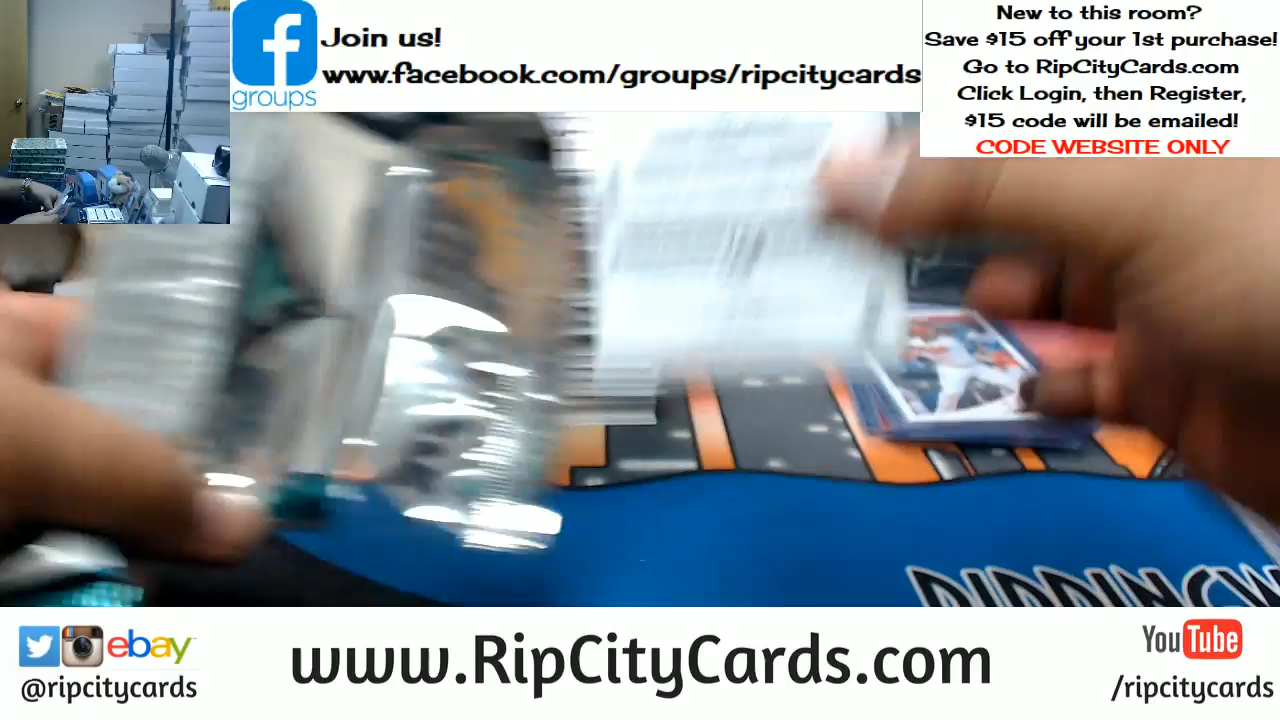 f
groups
Join us!
www.facebook.com/groups/ripcitycards
New to this room?
Save $15 off your 1st purchase!
Go to RipCityCards.com
Click Login, then Register,
$15 code will be emailed!
CODE WEBSITE ONLY
ebay
@ripcitycards
www.RipCityCards.com
YouTube
/ripcitycards